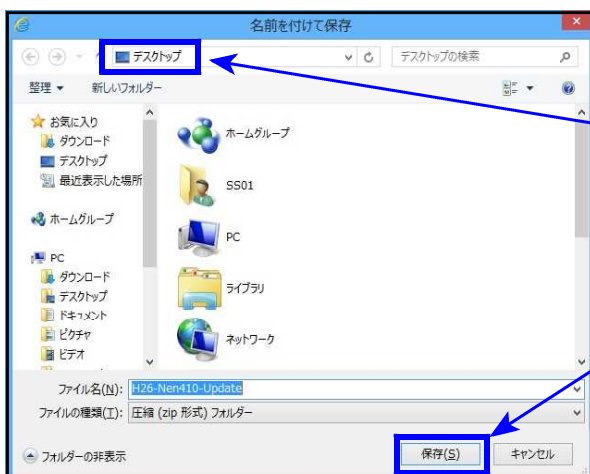 名前を付けて保存
デスクトップ
デスクトップの検索
整理
新しいフォルダー
お気に入り
ダウンロード
デスクトップ
最近表示した場所
ホームグループ
PC
ダウンロード
デスクトップ
ドキュメント
ピクチャ
ビデオ
ホームグループ
SS01
PC
ライブラリ
ネットワーク
ファイル名(N): H26-Nen410-Update
ファイルの種類(T): 圧縮 (zip 形式) フォルダー
フォルダーの非表示
保存(S)
キャンセル